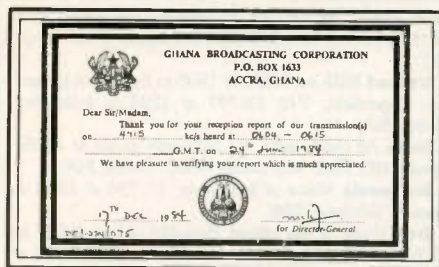 GHANA BROADCASTING CORPORATION
P.O. BOX 1633
ACCRA, GHANA
Dear Sir/Madam,
Thank you for your reception report of our transmission(s)
on 4915 kc/s heard at 0604 - 0615
G.M.T. on 24th June 1984
We have pleasure in verifying your report which is much appreciated.
17TH DEC 1984
for Director-General